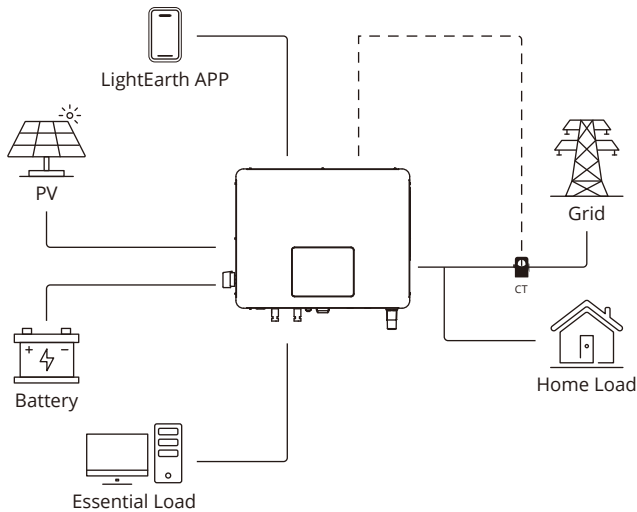 LightEarth APP
PV
Grid
CT
+ −
Battery
Home Load
Essential Load